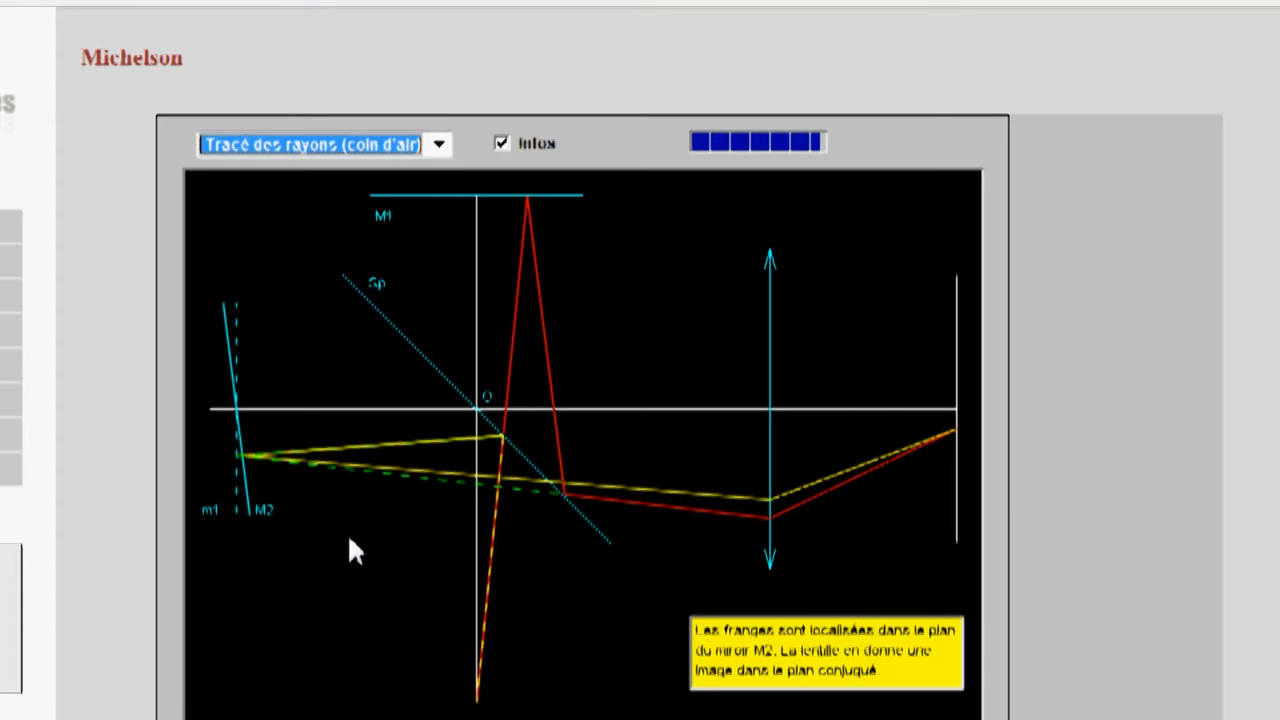 Michelson
es
Tracé des rayons (coin d'air)
Infos
M1
Sp
O
m1
M2
Les franges sont localisées dans le plan
du miroir M2. La lentille en donne une
image dans le plan conjugué.